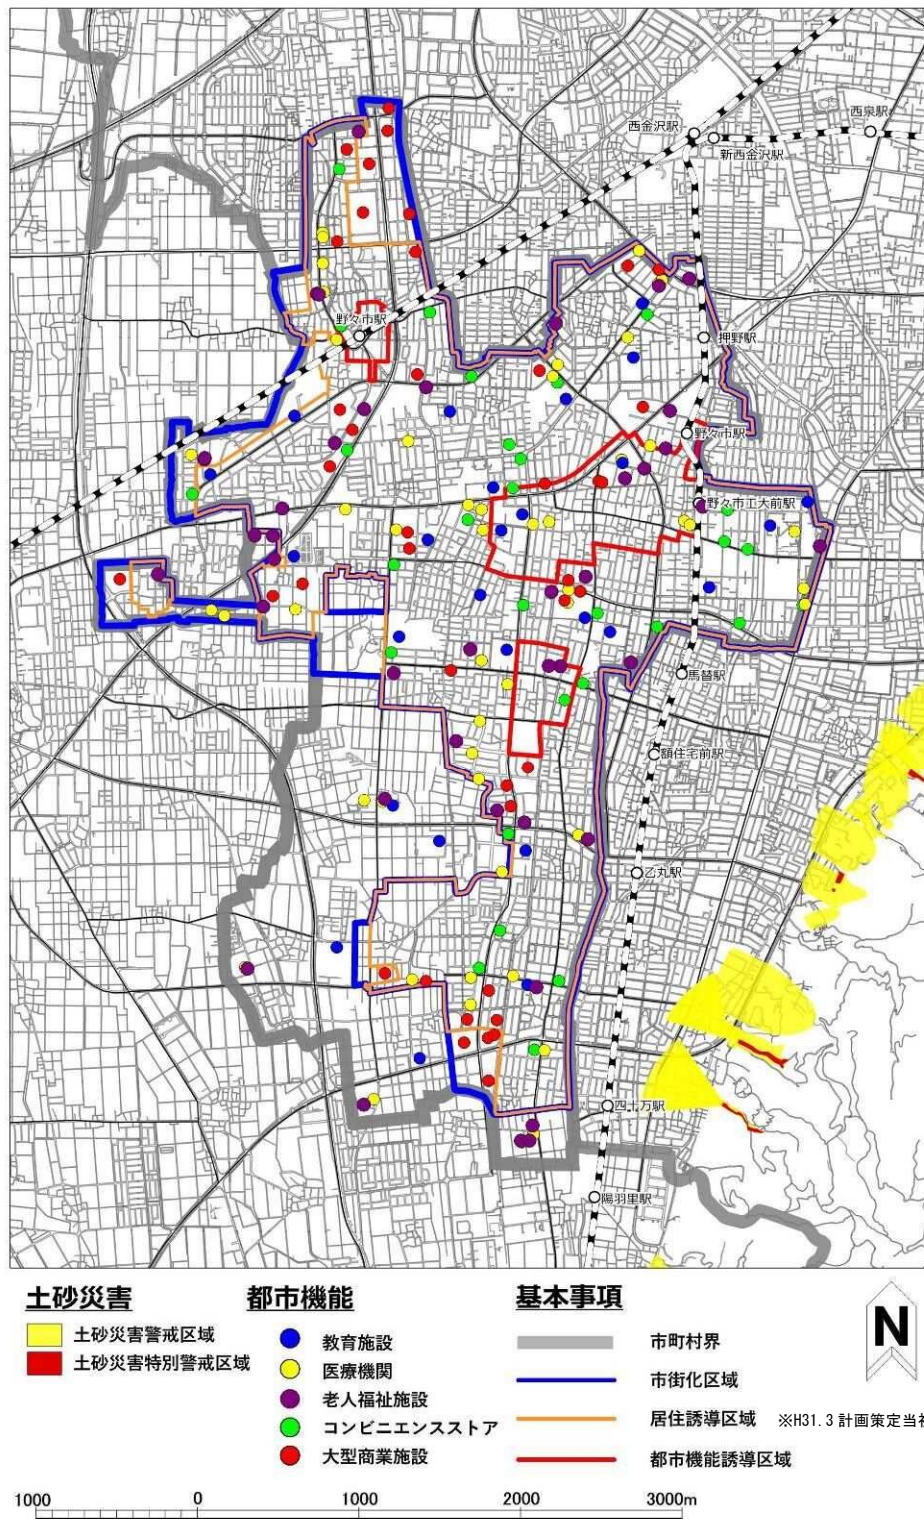 西金沢駅
新西金沢駅
西泉駅
野々市駅
押野駅
野々市駅
野々市工大前駅
馬替駅
額住宅前駅
乙丸駅
四十万駅
陽羽里駅
土砂災害
土砂災害警戒区域
土砂災害特別警戒区域
都市機能
教育施設
医療機関
老人福祉施設
コンビニエンスストア
大型商業施設
基本事項
市町村界
市街化区域
居住誘導区域 ※H31.3計画策定当初
都市機能誘導区域
N
1000 0 1000 2000 3000m